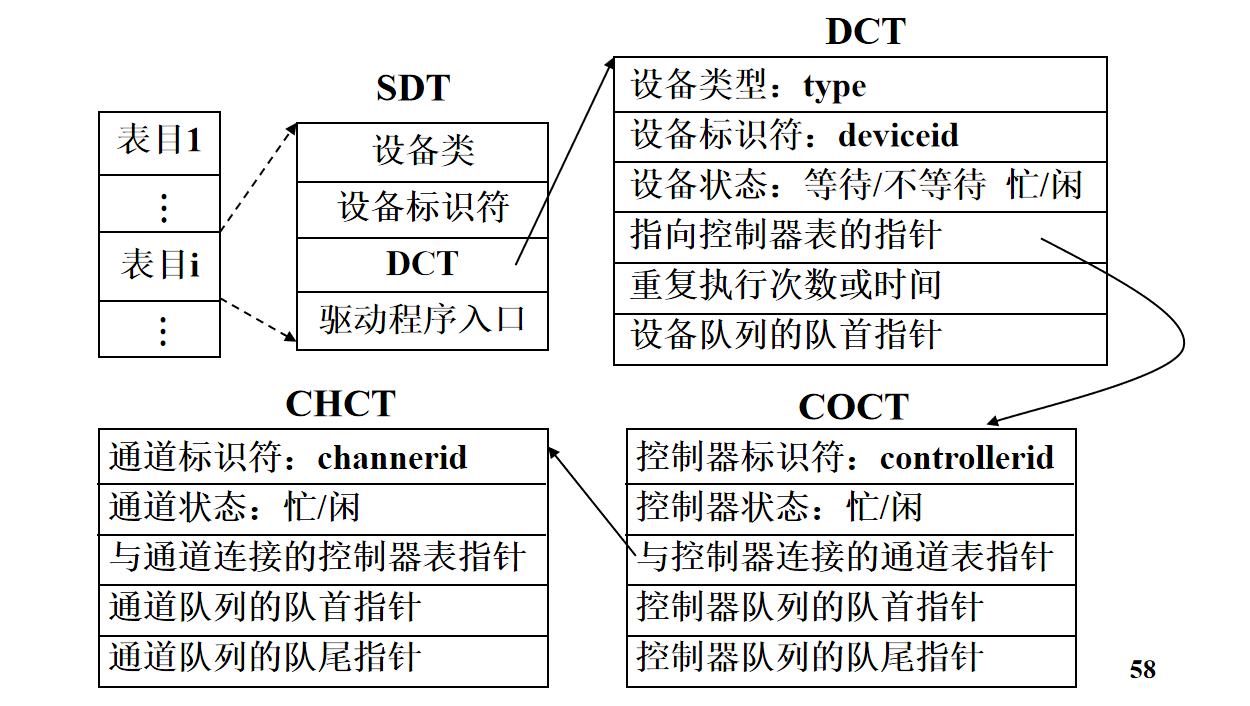 DCT
设备类型：type
设备标识符：deviceid
设备状态：等待/不等待 忙/闲
指向控制器表的指针
重复执行次数或时间
设备队列的队首指针
SDT
设备类
设备标识符
DCT
驱动程序入口
表目1
⋮
表目i
⋮
CHCT
通道标识符：channerid
通道状态：忙/闲
与通道连接的控制器表指针
通道队列的队首指针
通道队列的队尾指针
COCT
控制器标识符：controllerid
控制器状态：忙/闲
与控制器连接的通道表指针
控制器队列的队首指针
控制器队列的队尾指针
58